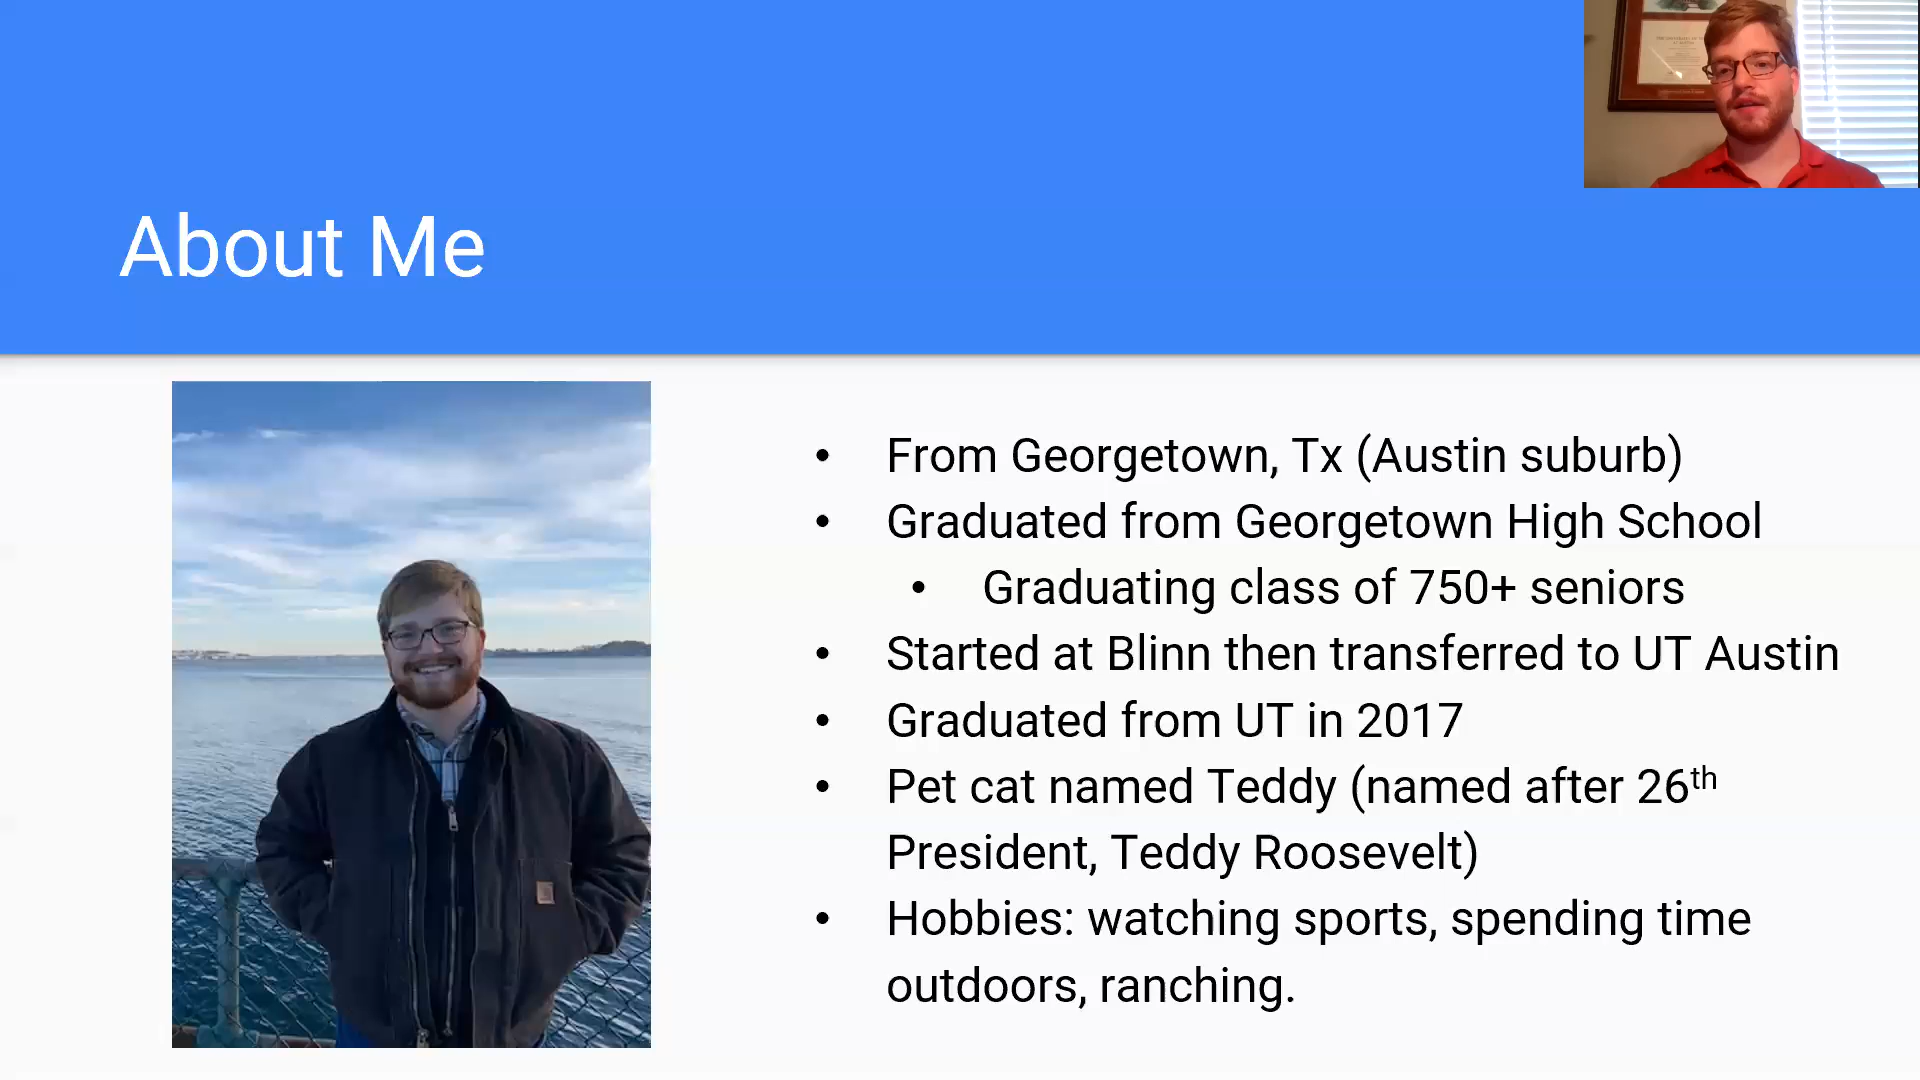 About Me
• From Georgetown, Tx (Austin suburb)
• Graduated from Georgetown High School
• Graduating class of 750+ seniors
• Started at Blinn then transferred to UT Austin
• Graduated from UT in 2017
• Pet cat named Teddy (named after 26th
President, Teddy Roosevelt)
• Hobbies: watching sports, spending time
outdoors, ranching.